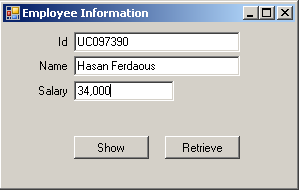 Employee Information
Id UC097390
Name Hasan Ferdaous
Salary 34,000
Show Retrieve